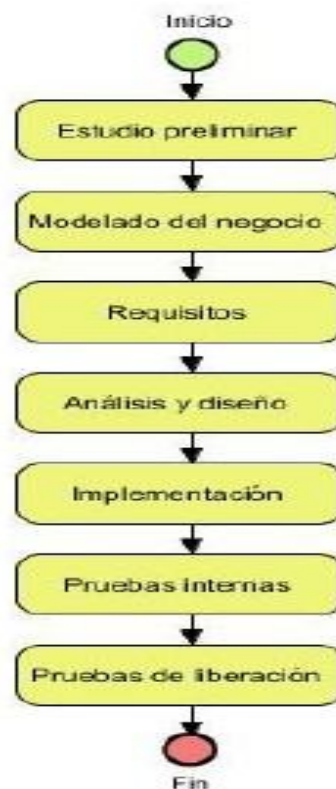 Inicio
Estudio preliminar
Modelado del negocio
Requisitos
Análisis y diseño
Implementación
Pruebas internas
Pruebas de liberación
Fin